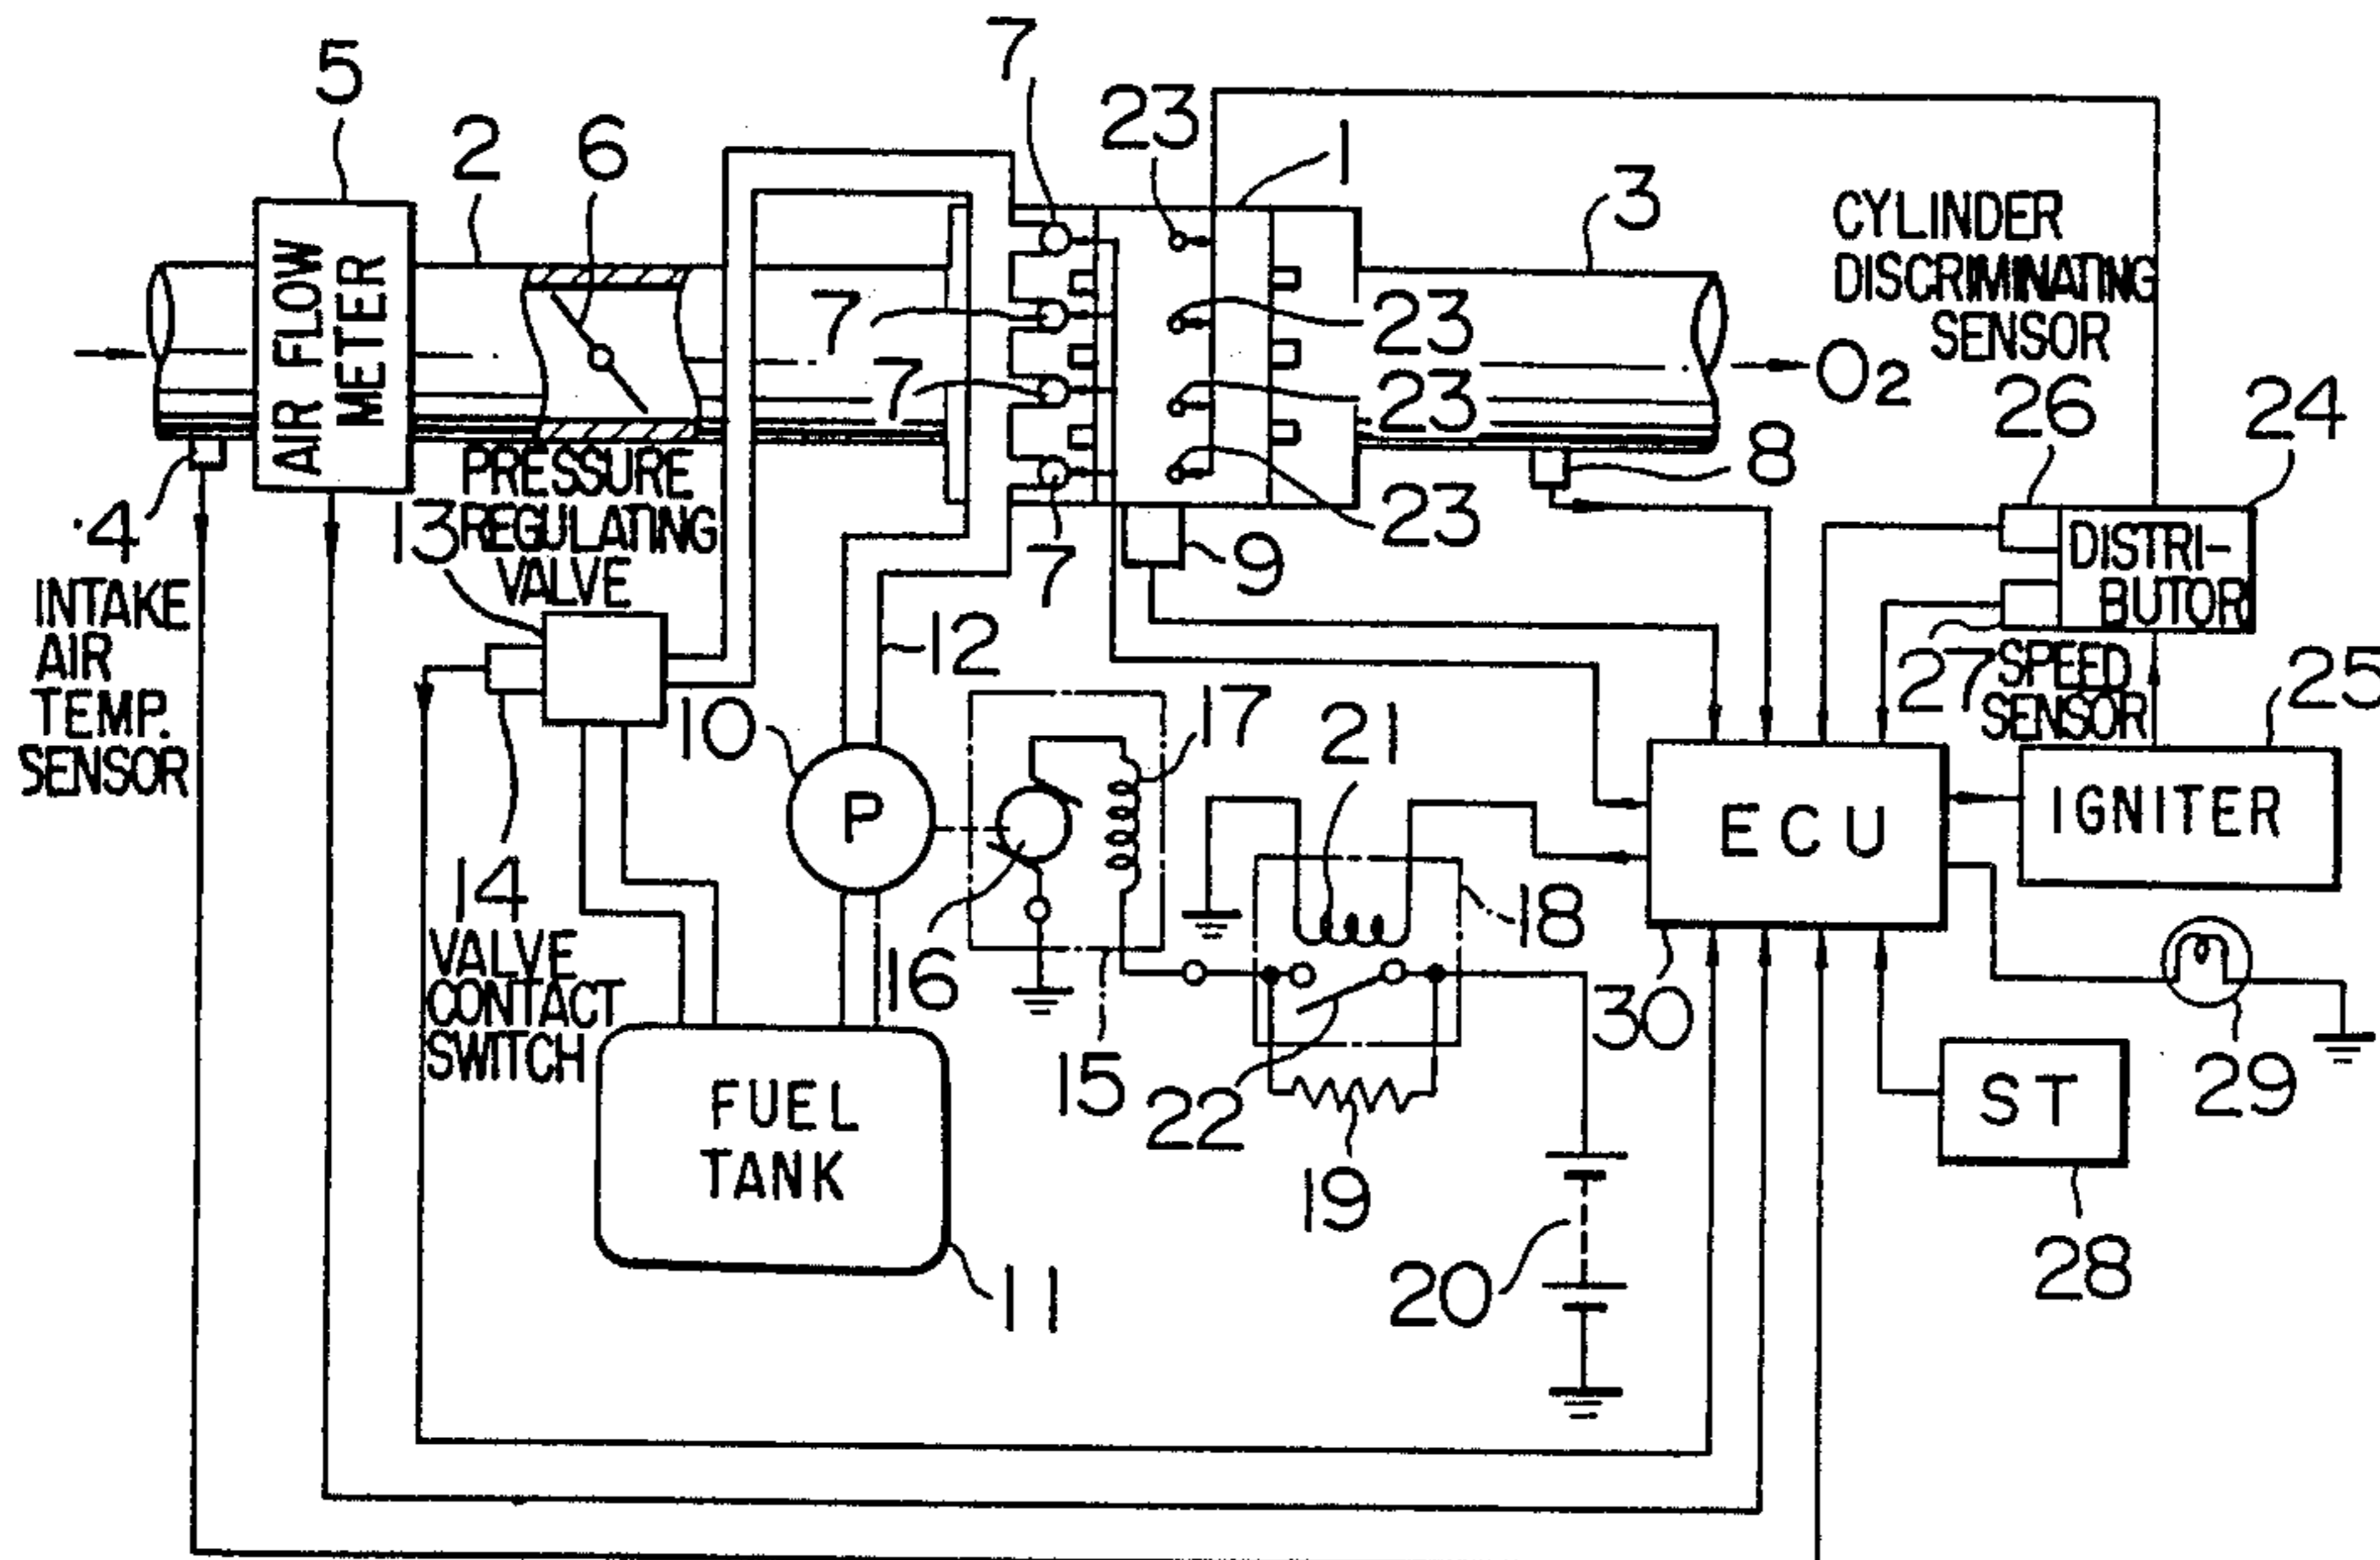 5
7
2
6
23
1
3
CYLINDER
DISCRIMINATING
SENSOR
AIR FLOW
METER
7
7
23
23
O2
26
24
8
4
13
PRESSURE
REGULATING
VALVE
7
9
23
DISTRI-
BUTOR
INTAKE
AIR
TEMP.
SENSOR
12
27
SPEED
SENSOR
25
10
17
21
P
ECU
IGNITER
14
VALVE
CONTACT
SWITCH
16
18
30
29
FUEL
TANK
15
22
19
ST
20
28
11